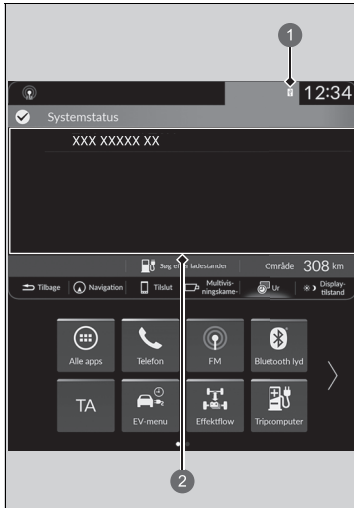 1
12:34
Systemstatus
XXX XXXXX XX
Område 308 km
Tilbage Navigation Tilslut Multivis-
ningskame- Ur Display-
tilstand
Alle apps Telefon FM Bluetooth lyd
TA EV-menu Effektflow Tripcomputer
2